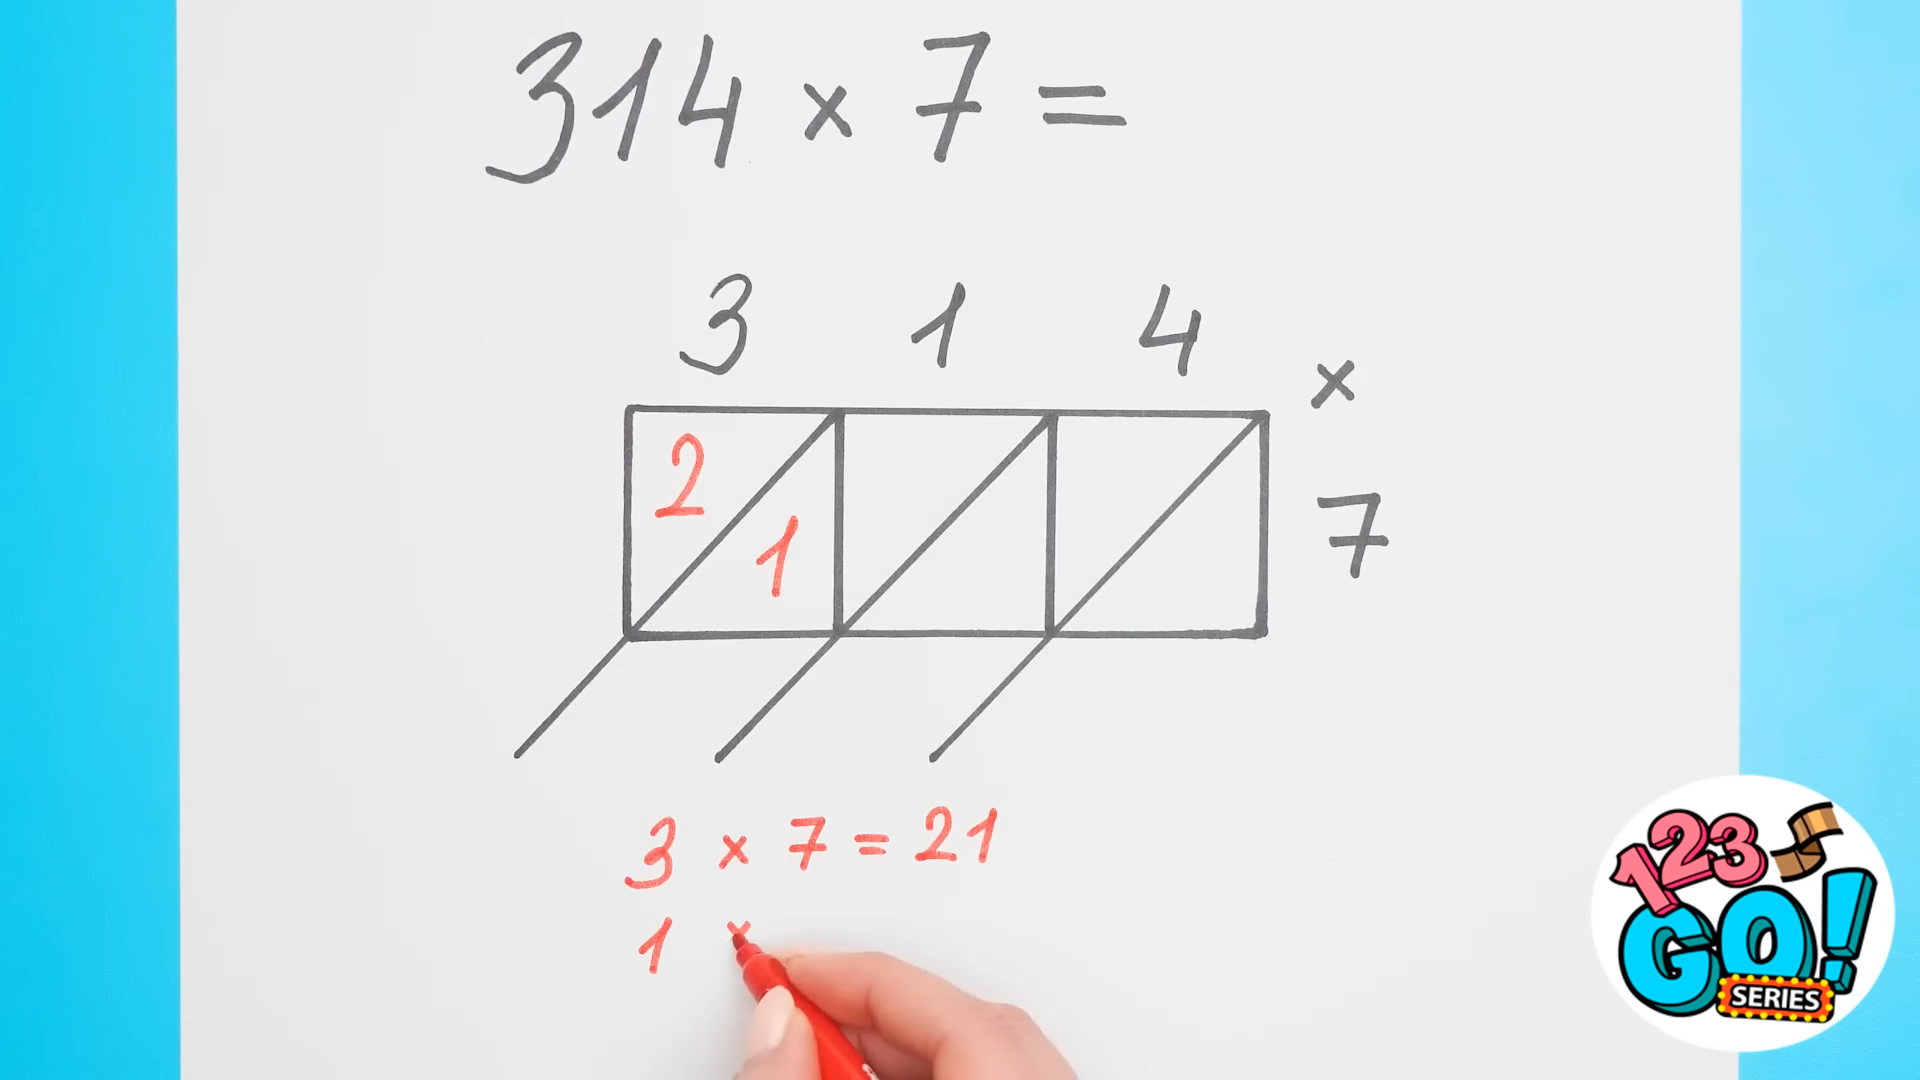 314 × 7 =
3 1 4 ×
2
1
7
3 × 7 = 21
1 ×
123
GO!
SERIES